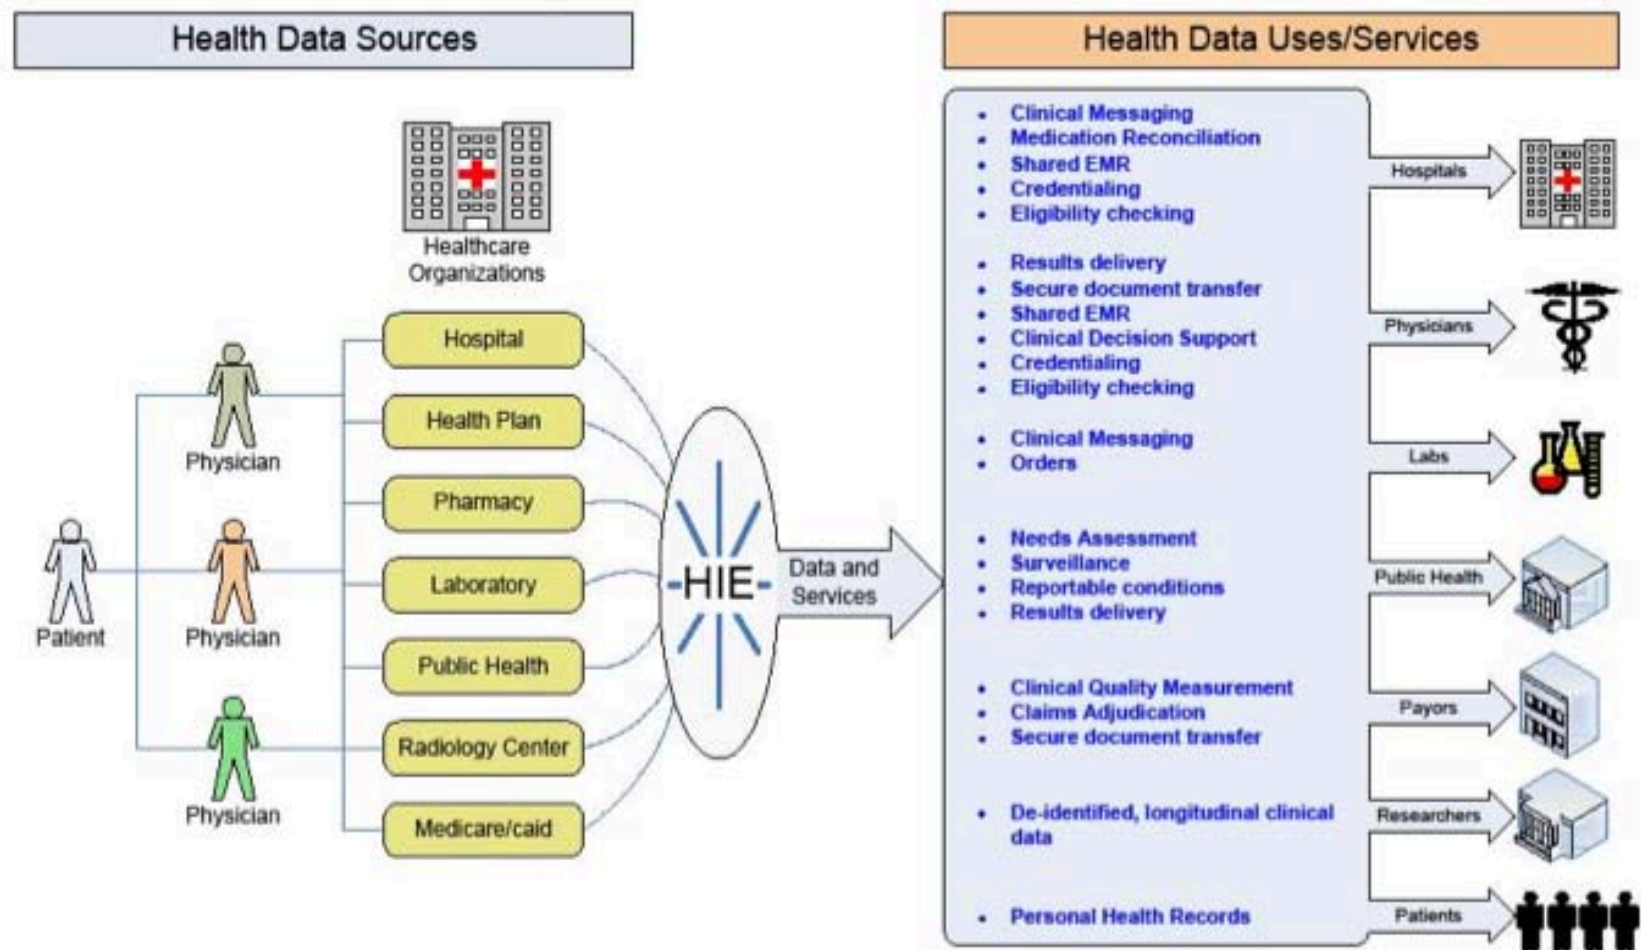 Health Data Sources
Healthcare
Organizations
Patient
Physician
Physician
Physician
Hospital
Health Plan
Pharmacy
Laboratory
Public Health
Radiology Center
Medicare/caid
HIE
Data and
Services
Health Data Uses/Services
• Clinical Messaging
• Medication Reconciliation
• Shared EMR
• Credentialing
• Eligibility checking
Hospitals
• Results delivery
• Secure document transfer
• Shared EMR
• Clinical Decision Support
• Credentialing
• Eligibility checking
Physicians
• Clinical Messaging
• Orders
Labs
• Needs Assessment
• Surveillance
• Reportable conditions
• Results delivery
Public Health
• Clinical Quality Measurement
• Claims Adjudication
• Secure document transfer
Payors
• De-identified, longitudinal clinical
data
Researchers
• Personal Health Records
Patients